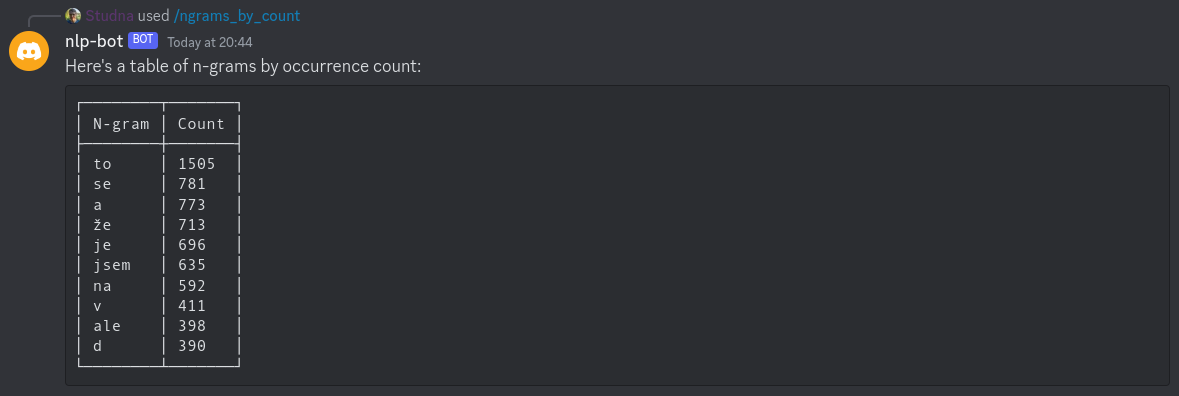 Studna used /ngrams_by_count
nlp-bot BOT Today at 20:44
Here's a table of n-grams by occurrence count:
N-gram Count
to 1505
se 781
a 773
že 713
je 696
jsem 635
na 592
v 411
ale 398
d 390